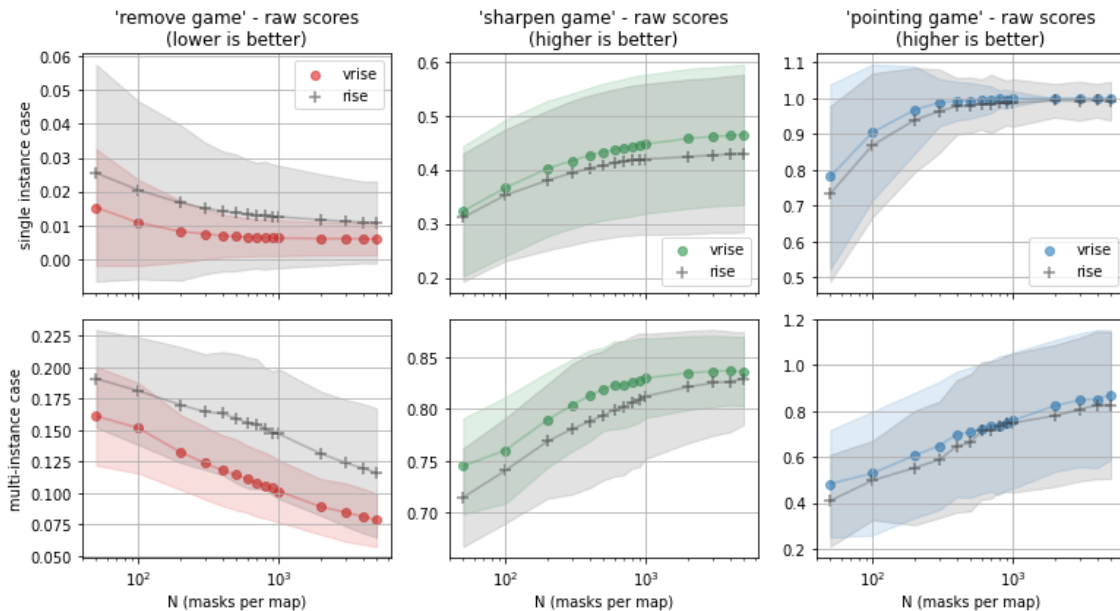 'remove game' - raw scores
(lower is better)
'sharpen game' - raw scores
(higher is better)
'pointing game' - raw scores
(higher is better)
single instance case
0.06
0.05
0.04
0.03
0.02
0.01
0.00
vrise
rise
0.6
0.5
0.4
0.3
0.2
vrise
rise
1.1
1.0
0.9
0.8
0.7
0.6
0.5
vrise
rise
multi-instance case
0.225
0.200
0.175
0.150
0.125
0.100
0.075
0.050
10²
10³
N (masks per map)
0.85
0.80
0.75
0.70
10²
10³
N (masks per map)
1.2
1.0
0.8
0.6
0.4
0.2
10²
10³
N (masks per map)